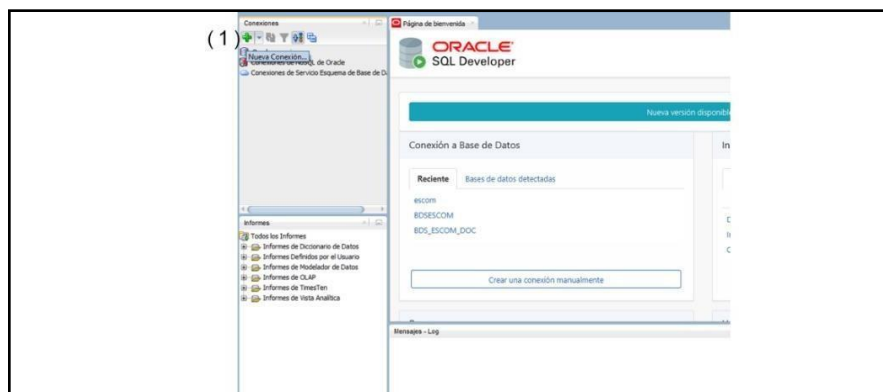 Conexiones
(1)
Nueva Conexión...
Conexiones de NoSQL de Oracle
Conexiones de Servicio Esquema de Base de Da
Informes
Todos los Informes
Informes de Diccionario de Datos
Informes Definidos por el Usuario
Informes de Modelador de Datos
Informes de OLAP
Informes de TimesTen
Informes de Vista Analítica
Página de bienvenida
ORACLE
SQL Developer
Nueva versión disponible
Conexión a Base de Datos
In
Reciente Bases de datos detectadas
escom
BDSESCOM
BDS_ESCOM_DOC
Crear una conexión manualmente
Mensajes - Log